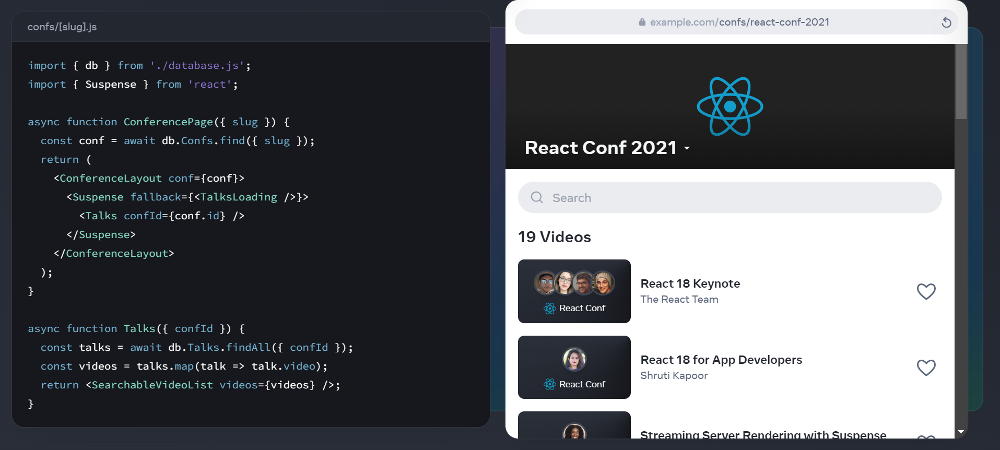 confs/[slug].js
import { db } from './database.js';
import { Suspense } from 'react';
async function ConferencePage({ slug }) {
  const conf = await db.Confs.find({ slug });
  return (
    <ConferenceLayout conf={conf}>
      <Suspense fallback={<TalksLoading />}>
        <Talks confId={conf.id} />
      </Suspense>
    </ConferenceLayout>
  );
}
async function Talks({ confId }) {
  const talks = await db.Talks.findAll({ confId });
  const videos = talks.map(talk => talk.video);
  return <SearchableVideoList videos={videos} />;
}
example.com/confs/react-conf-2021
React Conf 2021
Search
19 Videos
React Conf
React 18 Keynote
The React Team
React Conf
React 18 for App Developers
Shruti Kapoor
Streaming Server Rendering with Suspense